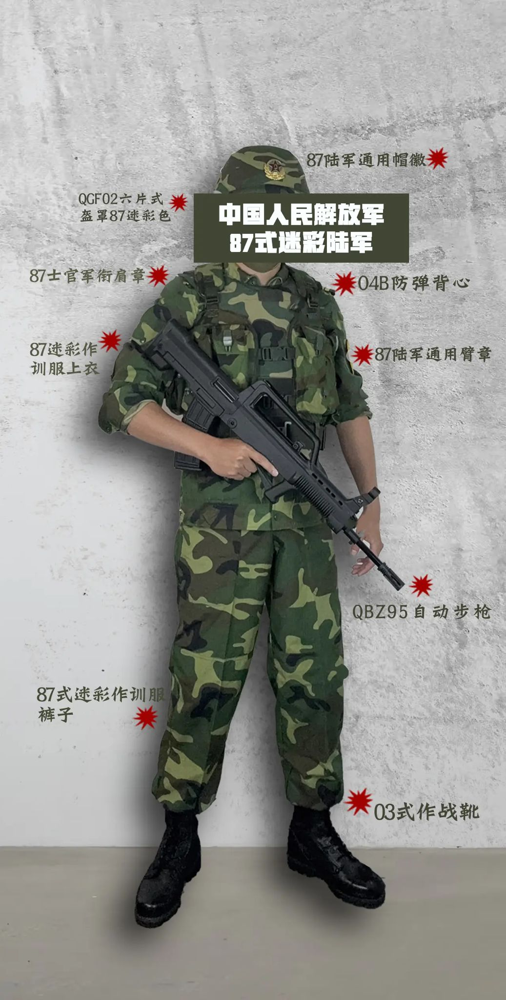 87陆军通用帽徽
QGF02六片式
盔罩87迷彩色
中国人民解放军
87式迷彩陆军
87士官军衔肩章
04B防弹背心
87迷彩作
训服上衣
87陆军通用臂章
QBZ95自动步枪
87式迷彩作训服
裤子
03式作战靴